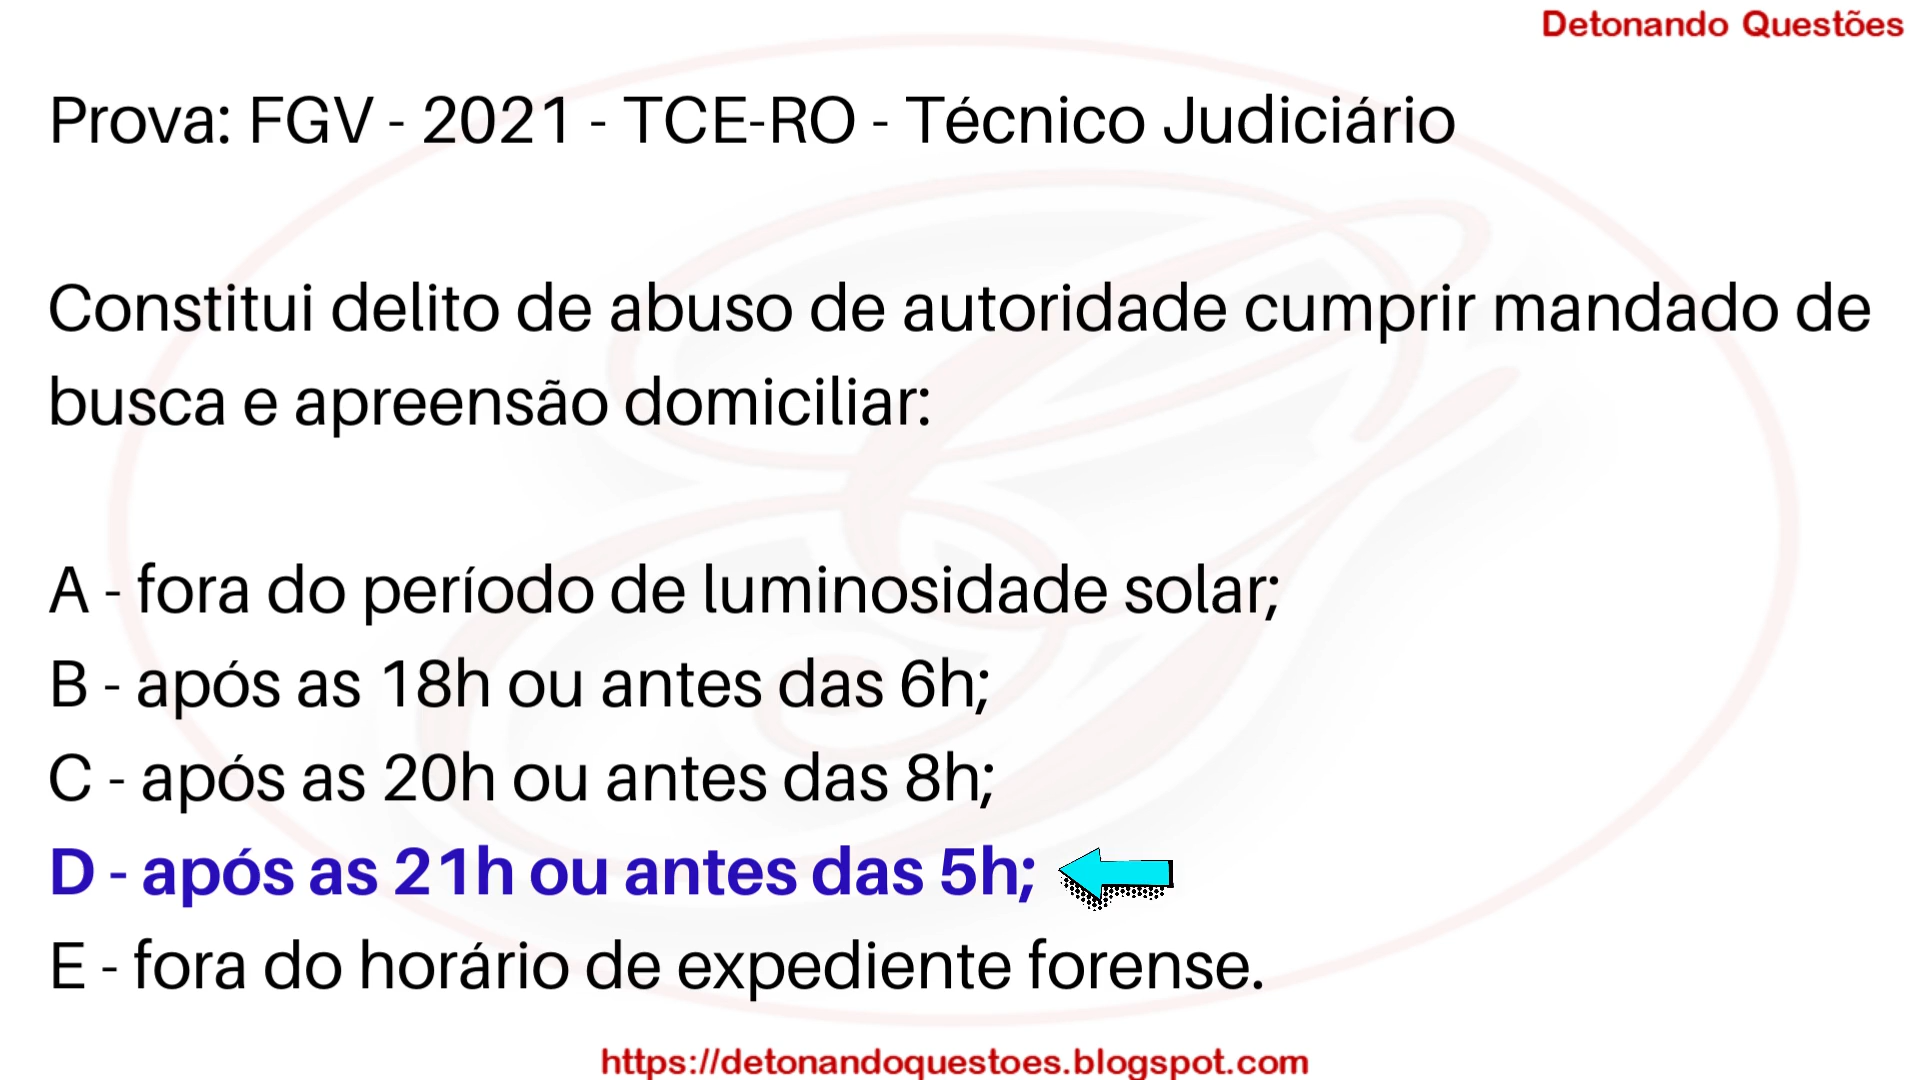 Detonando Questões
Prova: FGV - 2021 - TCE-RO - Técnico Judiciário
Constitui delito de abuso de autoridade cumprir mandado de
busca e apreensão domiciliar:
A - fora do período de luminosidade solar;
B - após as 18h ou antes das 6h;
C - após as 20h ou antes das 8h;
D - após as 21h ou antes das 5h;
E - fora do horário de expediente forense.
https://detonandoquestoes.blogspot.com